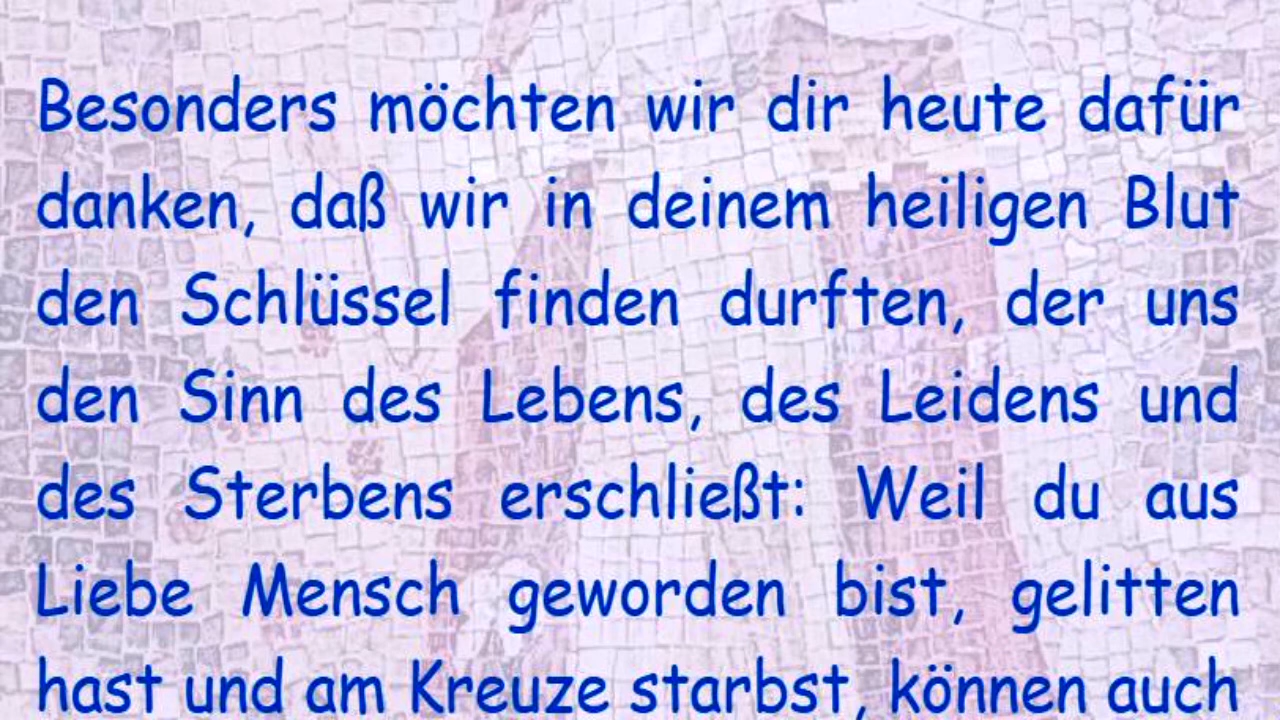 Besonders möchten wir dir heute dafür
danken, daß wir in deinem heiligen Blut
den Schlüssel finden durften, der uns
den Sinn des Lebens, des Leidens und
des Sterbens erschließt: Weil du aus
Liebe Mensch geworden bist, gelitten
hast und am Kreuze starbst, können auch